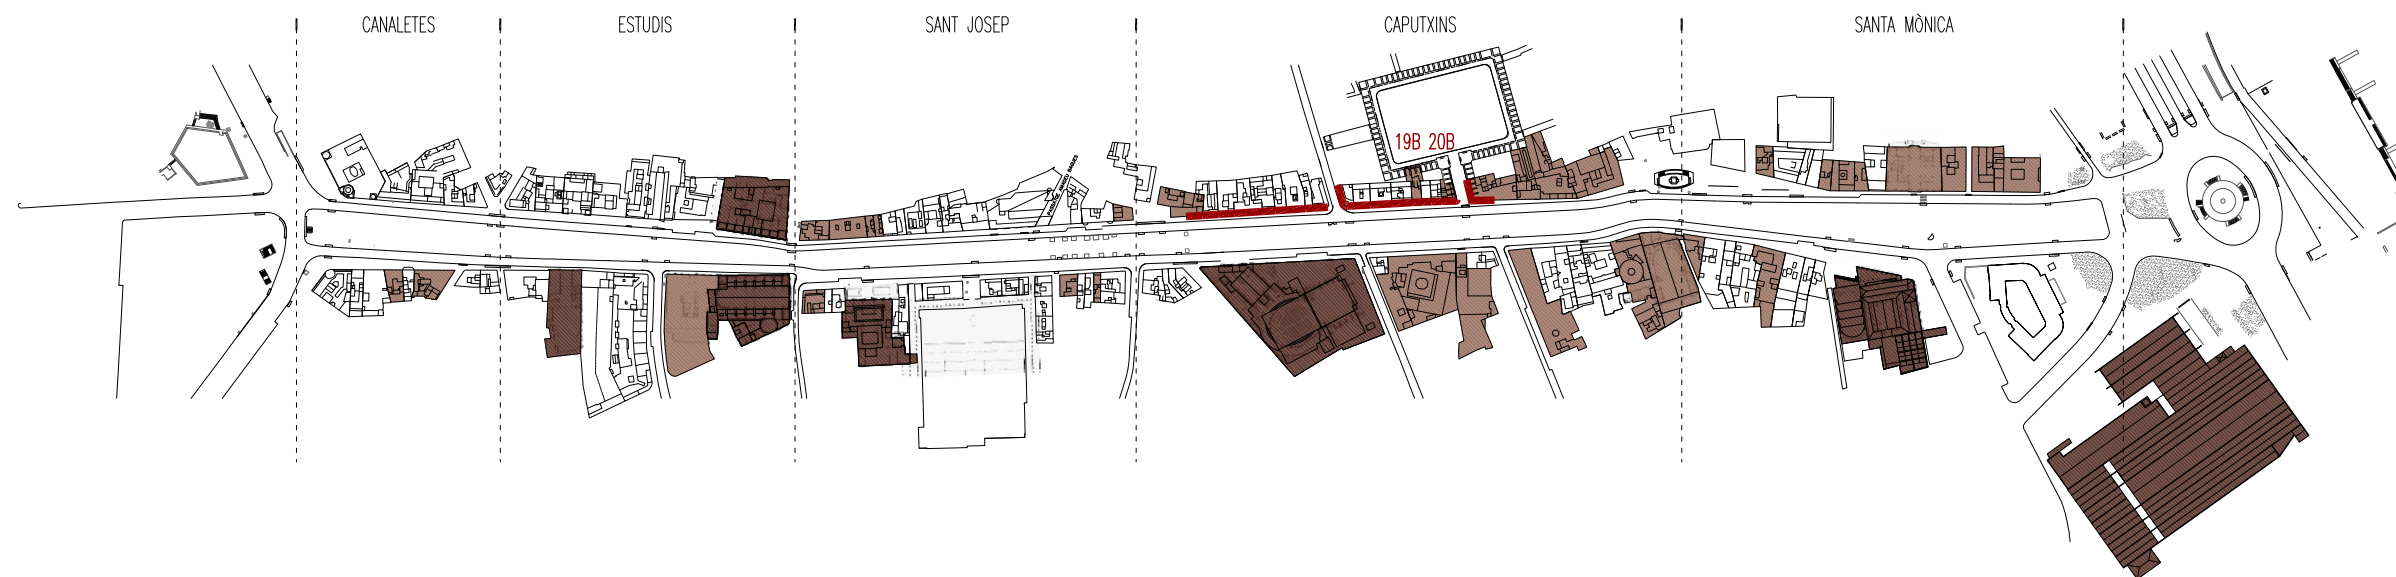 CANALETES
ESTUDIS
SANT JOSEP
CAPUTXINS
SANTA MÒNICA
19B 20B